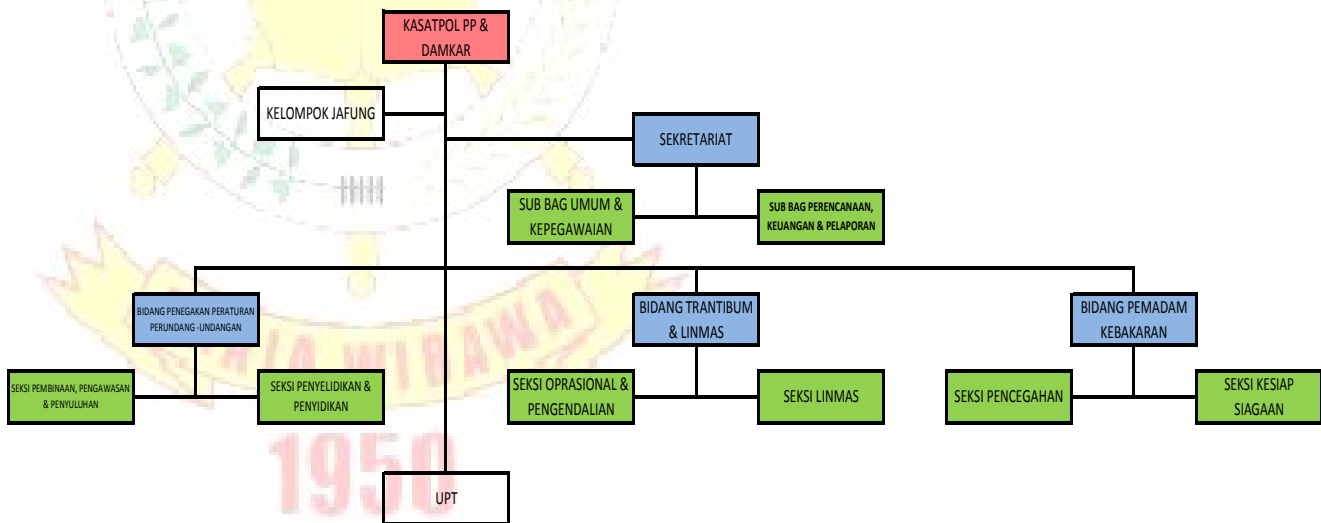 KASATPOL PP &
DAMKAR
KELOMPOK JAFUNG
SEKRETARIAT
SUB BAG UMUM &
KEPEGAWAIAN
SUB BAG PERENCANAAN,
KEUANGAN & PELAPORAN
BIDANG PENEGAKAN PERATURAN
PERUNDANG -UNDANGAN
BIDANG TRANTIBUM
& LINMAS
BIDANG PEMADAM
KEBAKARAN
SEKSI PEMBINAAN, PENGAWASAN
& PENYULUHAN
SEKSI PENYELIDIKAN &
PENYIDIKAN
SEKSI OPRASIONAL &
PENGENDALIAN
SEKSI LINMAS
SEKSI PENCEGAHAN
SEKSI KESIAP
SIAGAAN
WIBAWA
1950
UPT